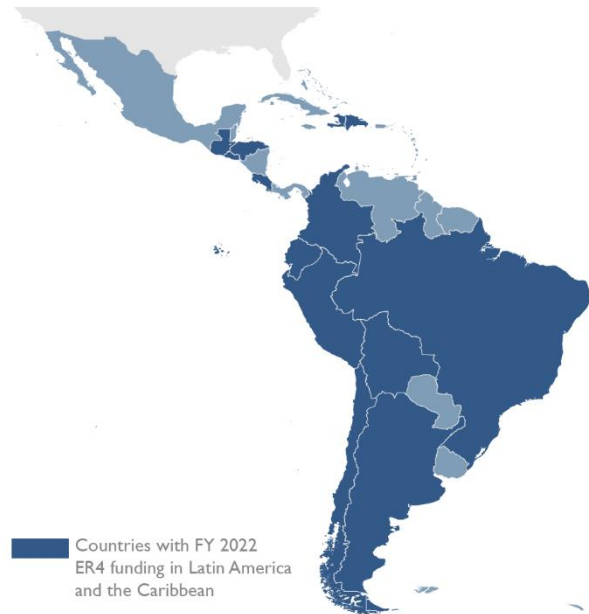 Countries with FY 2022
ER4 funding in Latin America
and the Caribbean